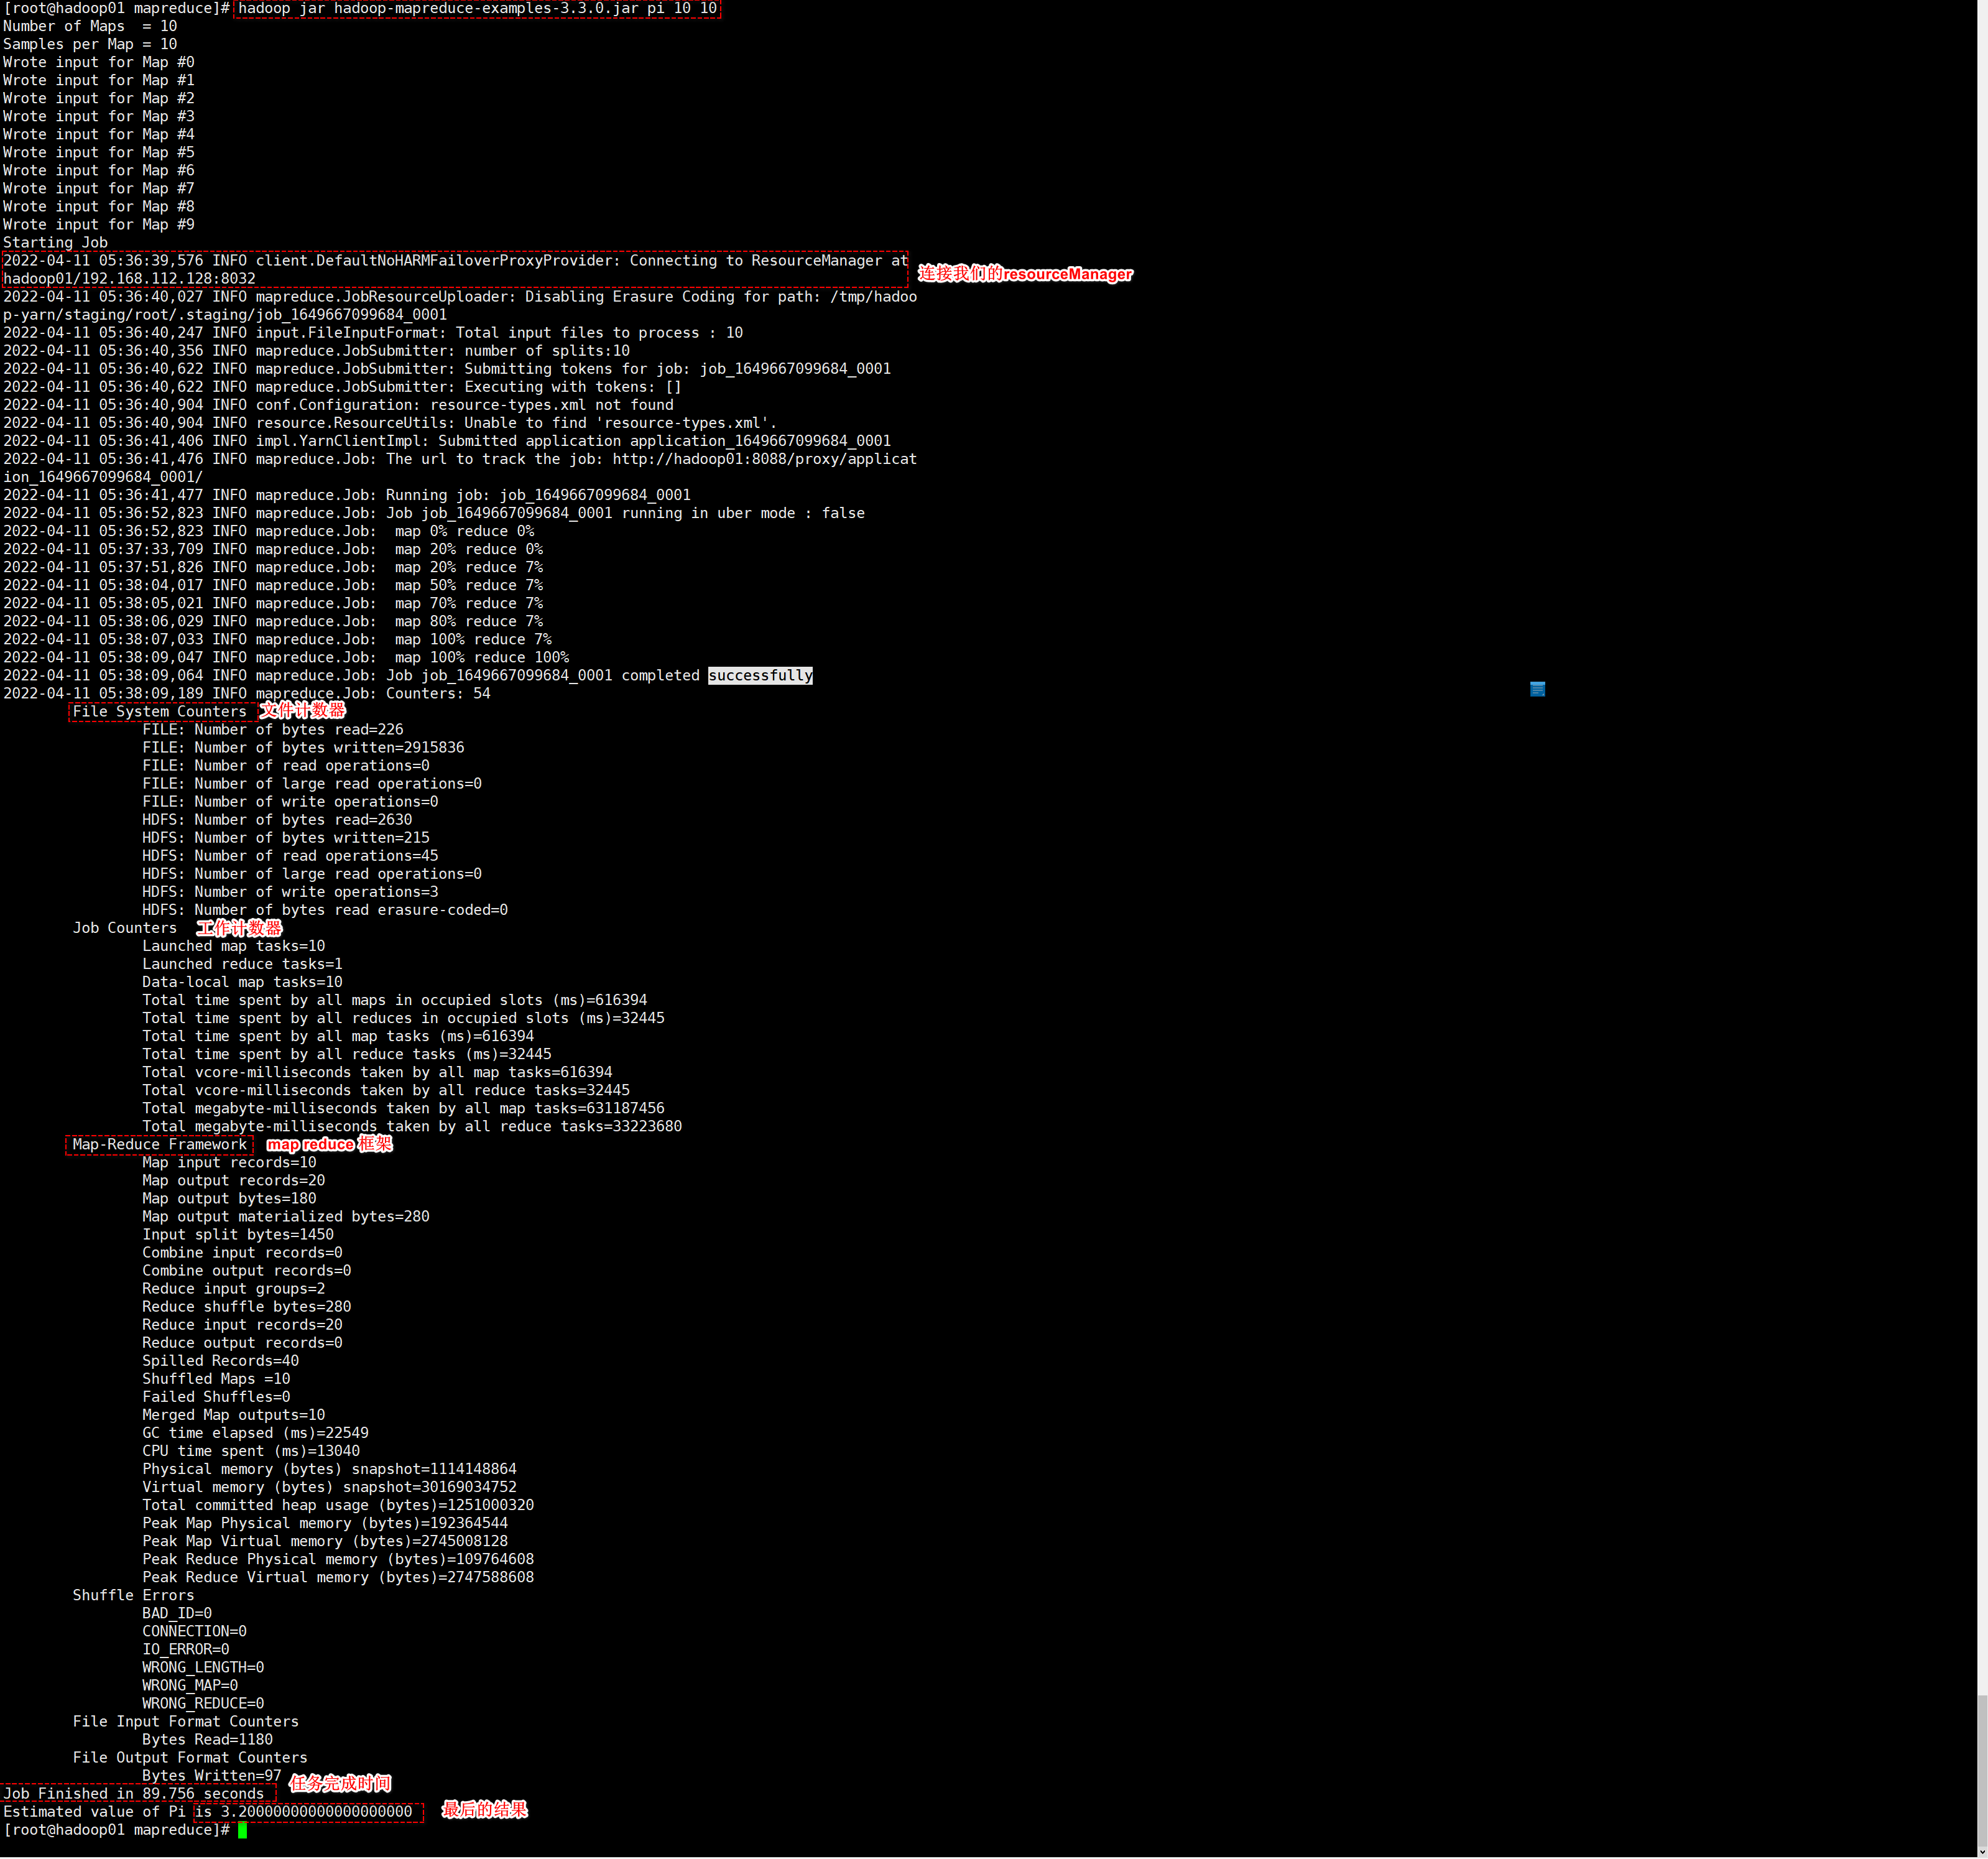 [root@hadoop01 mapreduce]# hadoop jar hadoop-mapreduce-examples-3.3.0.jar pi 10 10
Number of Maps  = 10
Samples per Map = 10
Wrote input for Map #0
Wrote input for Map #1
Wrote input for Map #2
Wrote input for Map #3
Wrote input for Map #4
Wrote input for Map #5
Wrote input for Map #6
Wrote input for Map #7
Wrote input for Map #8
Wrote input for Map #9
Starting Job
2022-04-11 05:36:39,576 INFO client.DefaultNoHARMFailoverProxyProvider: Connecting to ResourceManager at
hadoop01/192.168.112.128:8032
连接我们的resourceManager
2022-04-11 05:36:40,027 INFO mapreduce.JobResourceUploader: Disabling Erasure Coding for path: /tmp/hadoo
p-yarn/staging/root/.staging/job_1649667099684_0001
2022-04-11 05:36:40,247 INFO input.FileInputFormat: Total input files to process : 10
2022-04-11 05:36:40,356 INFO mapreduce.JobSubmitter: number of splits:10
2022-04-11 05:36:40,622 INFO mapreduce.JobSubmitter: Submitting tokens for job: job_1649667099684_0001
2022-04-11 05:36:40,622 INFO mapreduce.JobSubmitter: Executing with tokens: []
2022-04-11 05:36:40,904 INFO conf.Configuration: resource-types.xml not found
2022-04-11 05:36:40,904 INFO resource.ResourceUtils: Unable to find 'resource-types.xml'.
2022-04-11 05:36:41,406 INFO impl.YarnClientImpl: Submitted application application_1649667099684_0001
2022-04-11 05:36:41,476 INFO mapreduce.Job: The url to track the job: http://hadoop01:8088/proxy/applicat
ion_1649667099684_0001/
2022-04-11 05:36:41,477 INFO mapreduce.Job: Running job: job_1649667099684_0001
2022-04-11 05:36:52,823 INFO mapreduce.Job: Job job_1649667099684_0001 running in uber mode : false
2022-04-11 05:36:52,823 INFO mapreduce.Job:  map 0% reduce 0%
2022-04-11 05:37:33,709 INFO mapreduce.Job:  map 20% reduce 0%
2022-04-11 05:37:51,826 INFO mapreduce.Job:  map 20% reduce 7%
2022-04-11 05:38:04,017 INFO mapreduce.Job:  map 50% reduce 7%
2022-04-11 05:38:05,021 INFO mapreduce.Job:  map 70% reduce 7%
2022-04-11 05:38:06,029 INFO mapreduce.Job:  map 80% reduce 7%
2022-04-11 05:38:07,033 INFO mapreduce.Job:  map 100% reduce 7%
2022-04-11 05:38:09,047 INFO mapreduce.Job:  map 100% reduce 100%
2022-04-11 05:38:09,064 INFO mapreduce.Job: Job job_1649667099684_0001 completed successfully
2022-04-11 05:38:09,189 INFO mapreduce.Job: Counters: 54
File System Counters 文件计数器
FILE: Number of bytes read=226
FILE: Number of bytes written=2915836
FILE: Number of read operations=0
FILE: Number of large read operations=0
FILE: Number of write operations=0
HDFS: Number of bytes read=2630
HDFS: Number of bytes written=215
HDFS: Number of read operations=45
HDFS: Number of large read operations=0
HDFS: Number of write operations=3
HDFS: Number of bytes read erasure-coded=0
Job Counters 工作计数器
Launched map tasks=10
Launched reduce tasks=1
Data-local map tasks=10
Total time spent by all maps in occupied slots (ms)=616394
Total time spent by all reduces in occupied slots (ms)=32445
Total time spent by all map tasks (ms)=616394
Total time spent by all reduce tasks (ms)=32445
Total vcore-milliseconds taken by all map tasks=616394
Total vcore-milliseconds taken by all reduce tasks=32445
Total megabyte-milliseconds taken by all map tasks=631187456
Total megabyte-milliseconds taken by all reduce tasks=33223680
Map-Reduce Framework map reduce 框架
Map input records=10
Map output records=20
Map output bytes=180
Map output materialized bytes=280
Input split bytes=1450
Combine input records=0
Combine output records=0
Reduce input groups=2
Reduce shuffle bytes=280
Reduce input records=20
Reduce output records=0
Spilled Records=40
Shuffled Maps =10
Failed Shuffles=0
Merged Map outputs=10
GC time elapsed (ms)=22549
CPU time spent (ms)=13040
Physical memory (bytes) snapshot=1114148864
Virtual memory (bytes) snapshot=30169034752
Total committed heap usage (bytes)=1251000320
Peak Map Physical memory (bytes)=192364544
Peak Map Virtual memory (bytes)=2745008128
Peak Reduce Physical memory (bytes)=109764608
Peak Reduce Virtual memory (bytes)=2747588608
Shuffle Errors
BAD_ID=0
CONNECTION=0
IO_ERROR=0
WRONG_LENGTH=0
WRONG_MAP=0
WRONG_REDUCE=0
File Input Format Counters
Bytes Read=1180
File Output Format Counters
Bytes Written=97
Job Finished in 89.756 seconds 任务完成时间
Estimated value of Pi is 3.20000000000000000000 最后的结果
[root@hadoop01 mapreduce]#